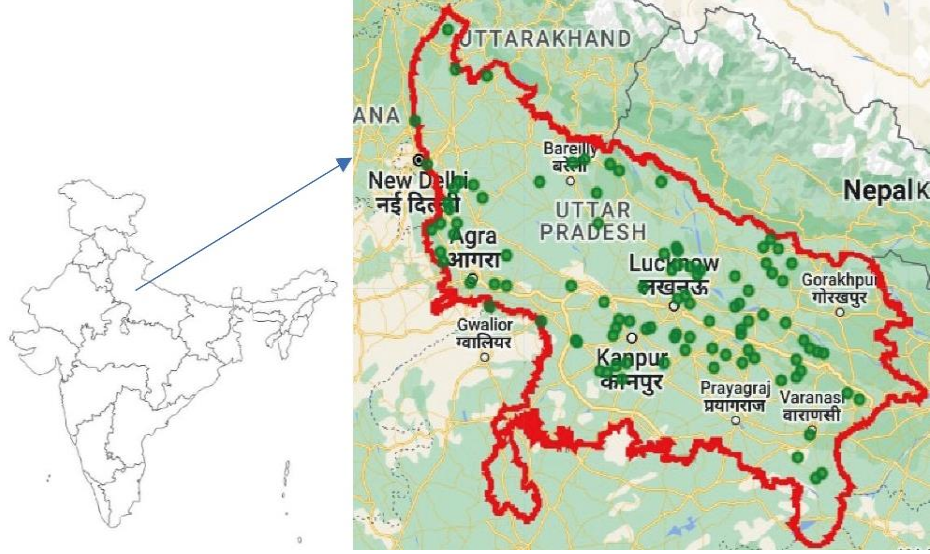 UTTARAKHAND
ANA
Bareilly
बरेली
New Delhi
नई दिल्ली
Nepal
UTTAR
PRADESH
Agra
आगरा
Lucknow
लखनऊ
Gorakhpur
गोरखपुर
Gwalior
ग्वालियर
Kanpur
कानपुर
Prayagraj
प्रयागराज
Varanasi
वाराणसी